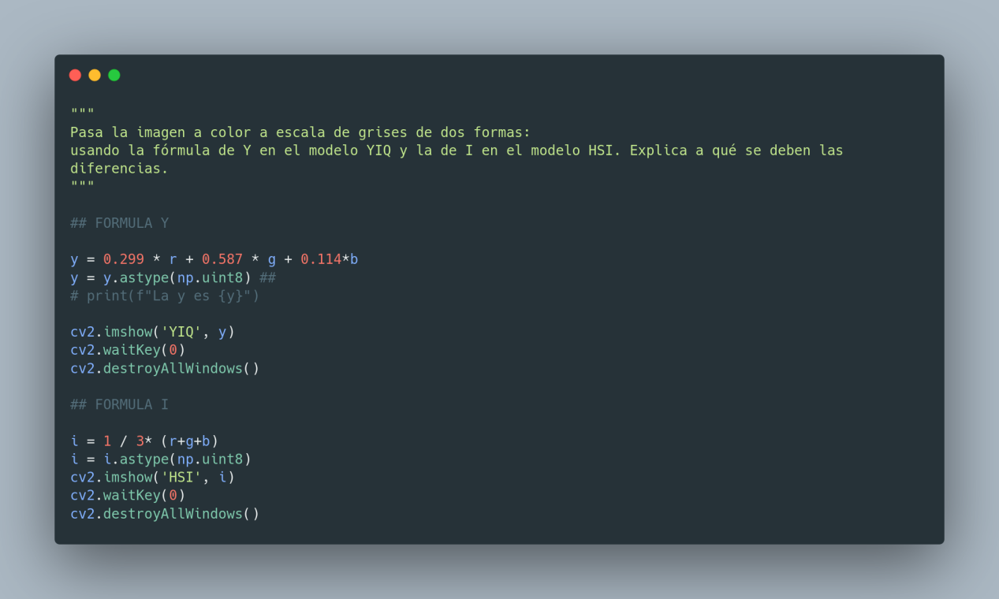 """
Pasa la imagen a color a escala de grises de dos formas:
usando la fórmula de Y en el modelo YIQ y la de I en el modelo HSI. Explica a qué se deben las
diferencias.
"""
## FORMULA Y
y = 0.299 * r + 0.587 * g + 0.114*b
y = y.astype(np.uint8) ##
# print(f"La y es {y}")
cv2.imshow('YIQ', y)
cv2.waitKey(0)
cv2.destroyAllWindows()
## FORMULA I
i = 1 / 3* (r+g+b)
i = i.astype(np.uint8)
cv2.imshow('HSI', i)
cv2.waitKey(0)
cv2.destroyAllWindows()